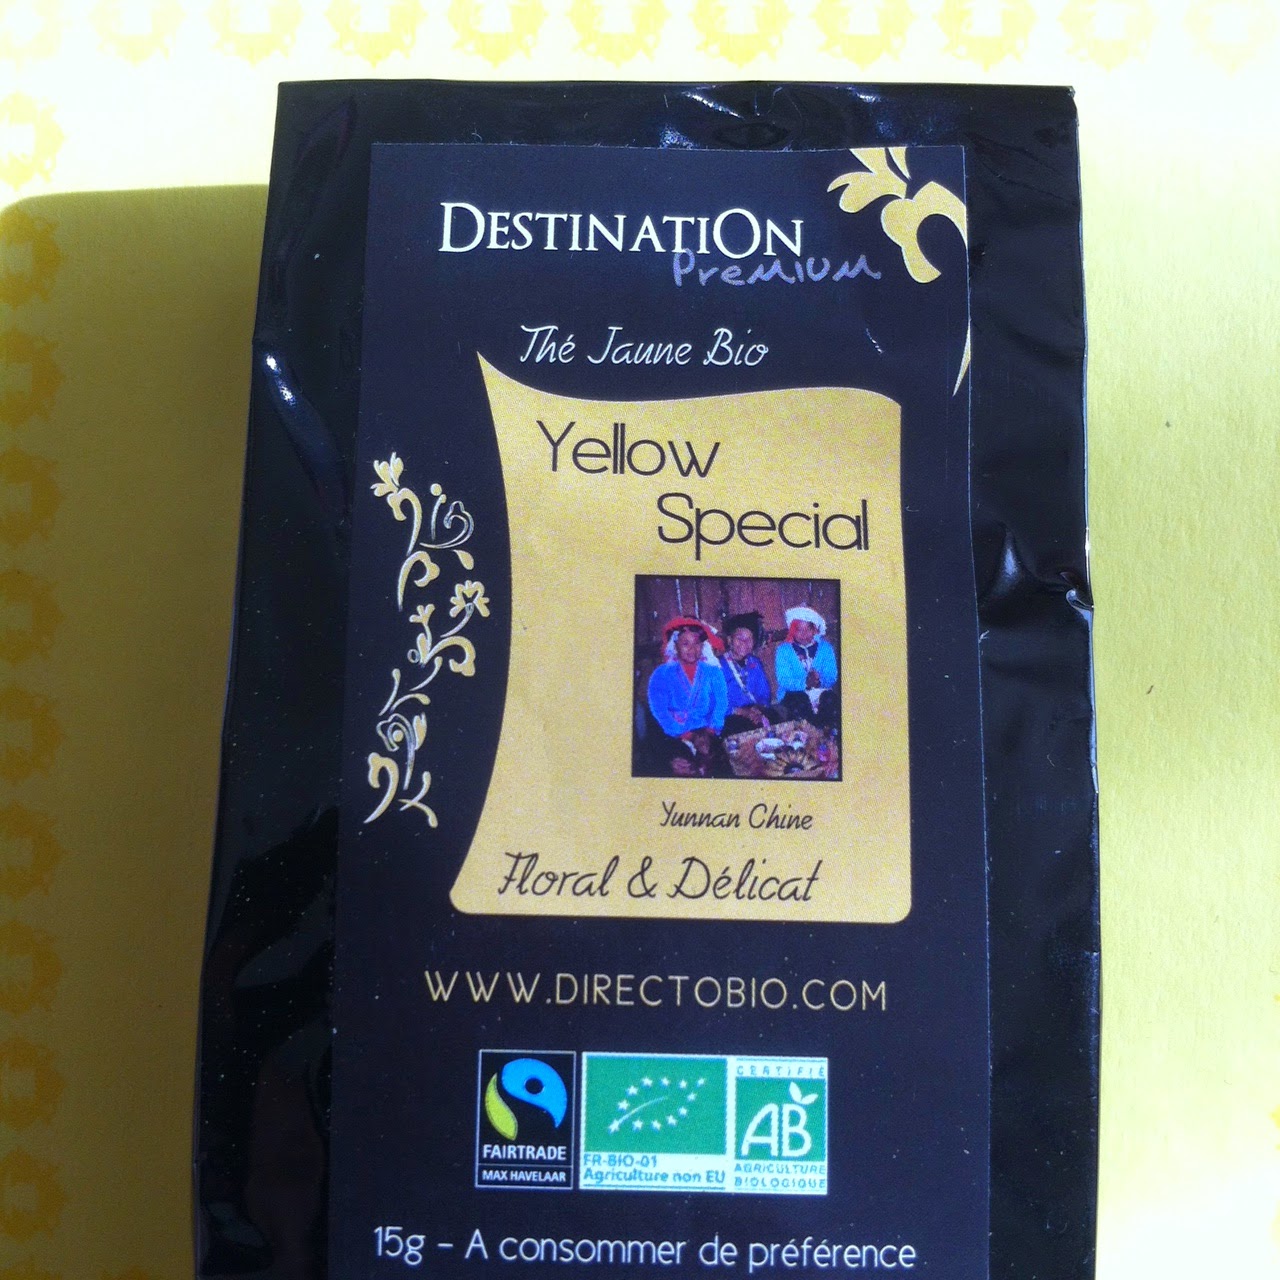 DESTINATION
Premium
Thé Jaune Bio
Yellow
Special
Yunnan Chine
Floral & Délicat
WWW.DIRECTOBIO.COM
FAIRTRADE
MAX HAVELAAR
FR-BIO-01
Agriculture non EU
CERTIFIÉ
AB
AGRICULTURE
BIOLOGIQUE
15g – A consommer de préférence